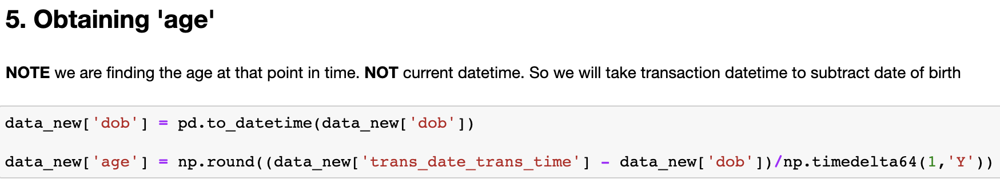 5. Obtaining 'age'
NOTE we are finding the age at that point in time. NOT current datetime. So we will take transaction datetime to subtract date of birth
data_new['dob'] = pd.to_datetime(data_new['dob'])
data_new['age'] = np.round((data_new['trans_date_trans_time'] - data_new['dob'])/np.timedelta64(1,'Y'))